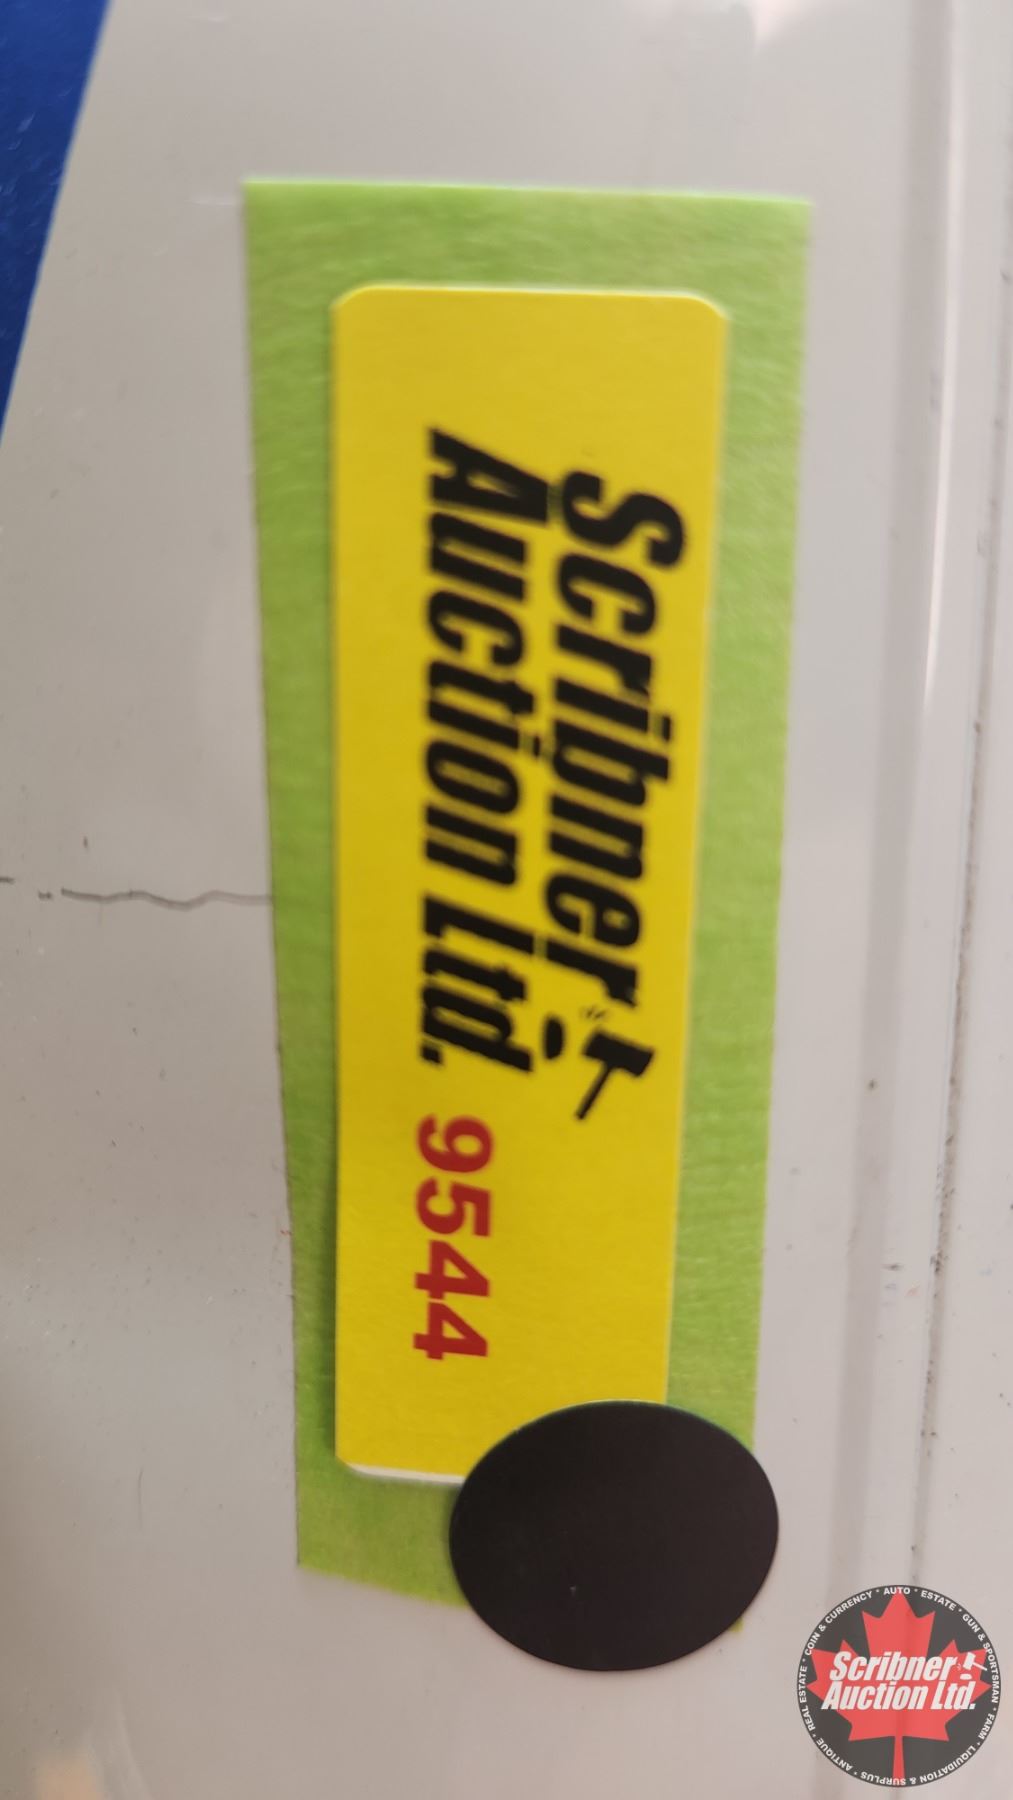 Scribner
Auction Ltd. 9544
COIN & CURRENCY * AUTO * ESTATE * GUN & SPORTSMAN * FARM * LIQUIDATION & SURPLUS * ANTIQUE * REAL ESTATE *
Scribner
Auction Ltd.